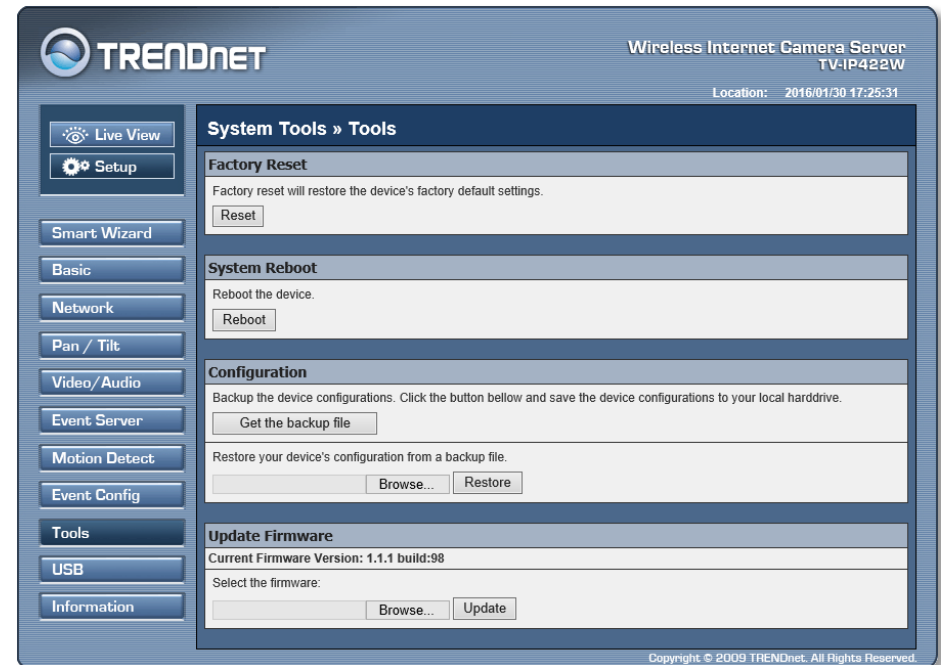 TRENDNET
Wireless Internet Camera Server
TV-IP422W
Location: 2016/01/30 17:25:31
Live View
Setup
Smart Wizard
Basic
Network
Pan / Tilt
Video/Audio
Event Server
Motion Detect
Event Config
Tools
USB
Information
System Tools » Tools
Factory Reset
Factory reset will restore the device's factory default settings.
Reset
System Reboot
Reboot the device.
Reboot
Configuration
Backup the device configurations. Click the button bellow and save the device configurations to your local harddrive.
Get the backup file
Restore your device's configuration from a backup file.
Browse... Restore
Update Firmware
Current Firmware Version: 1.1.1 build:98
Select the firmware:
Browse... Update
Copyright © 2009 TRENDnet. All Rights Reserved.